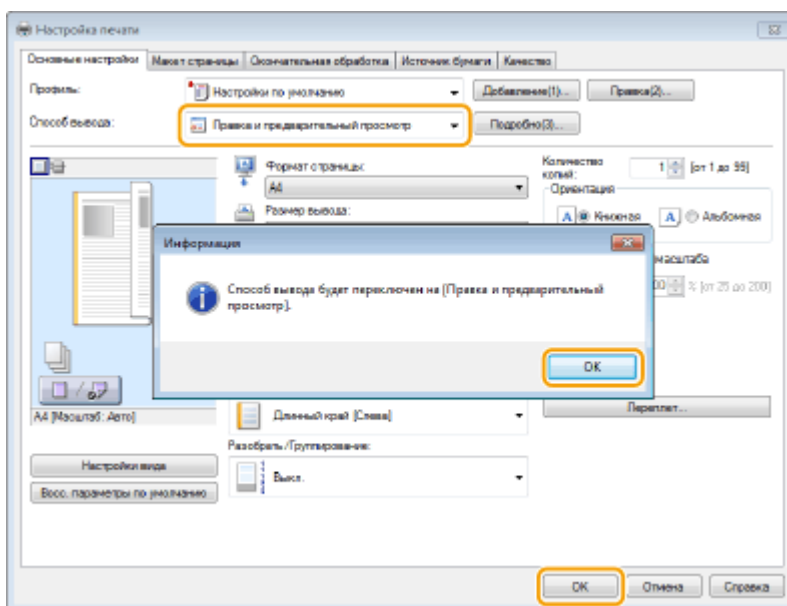 Настройка печати
Основные настройки Макет страницы Окончательная обработка Источник бумаги Качество
Профиль: Настройки по умолчанию Добавление(1)... Правка(2)...
Способ вывода: Правка и предварительный просмотр Подробно(3)...
Формат страницы: Количество копий: 1 [от 1 до 99]
A4 Ориентация
Размер вывода: A Книжная A Альбомная
Информация
масштаба
Способ вывода будет переключен на [Правка и предварительный
просмотр].
00 % [от 25 до 200]
OK
A4 [Масштаб: Авто] Длинный край [Слева] Переплет...
Разобрать/Группирование:
Настройки вида Выкл.
Восс. параметры по умолчанию
OK Отмена Справка